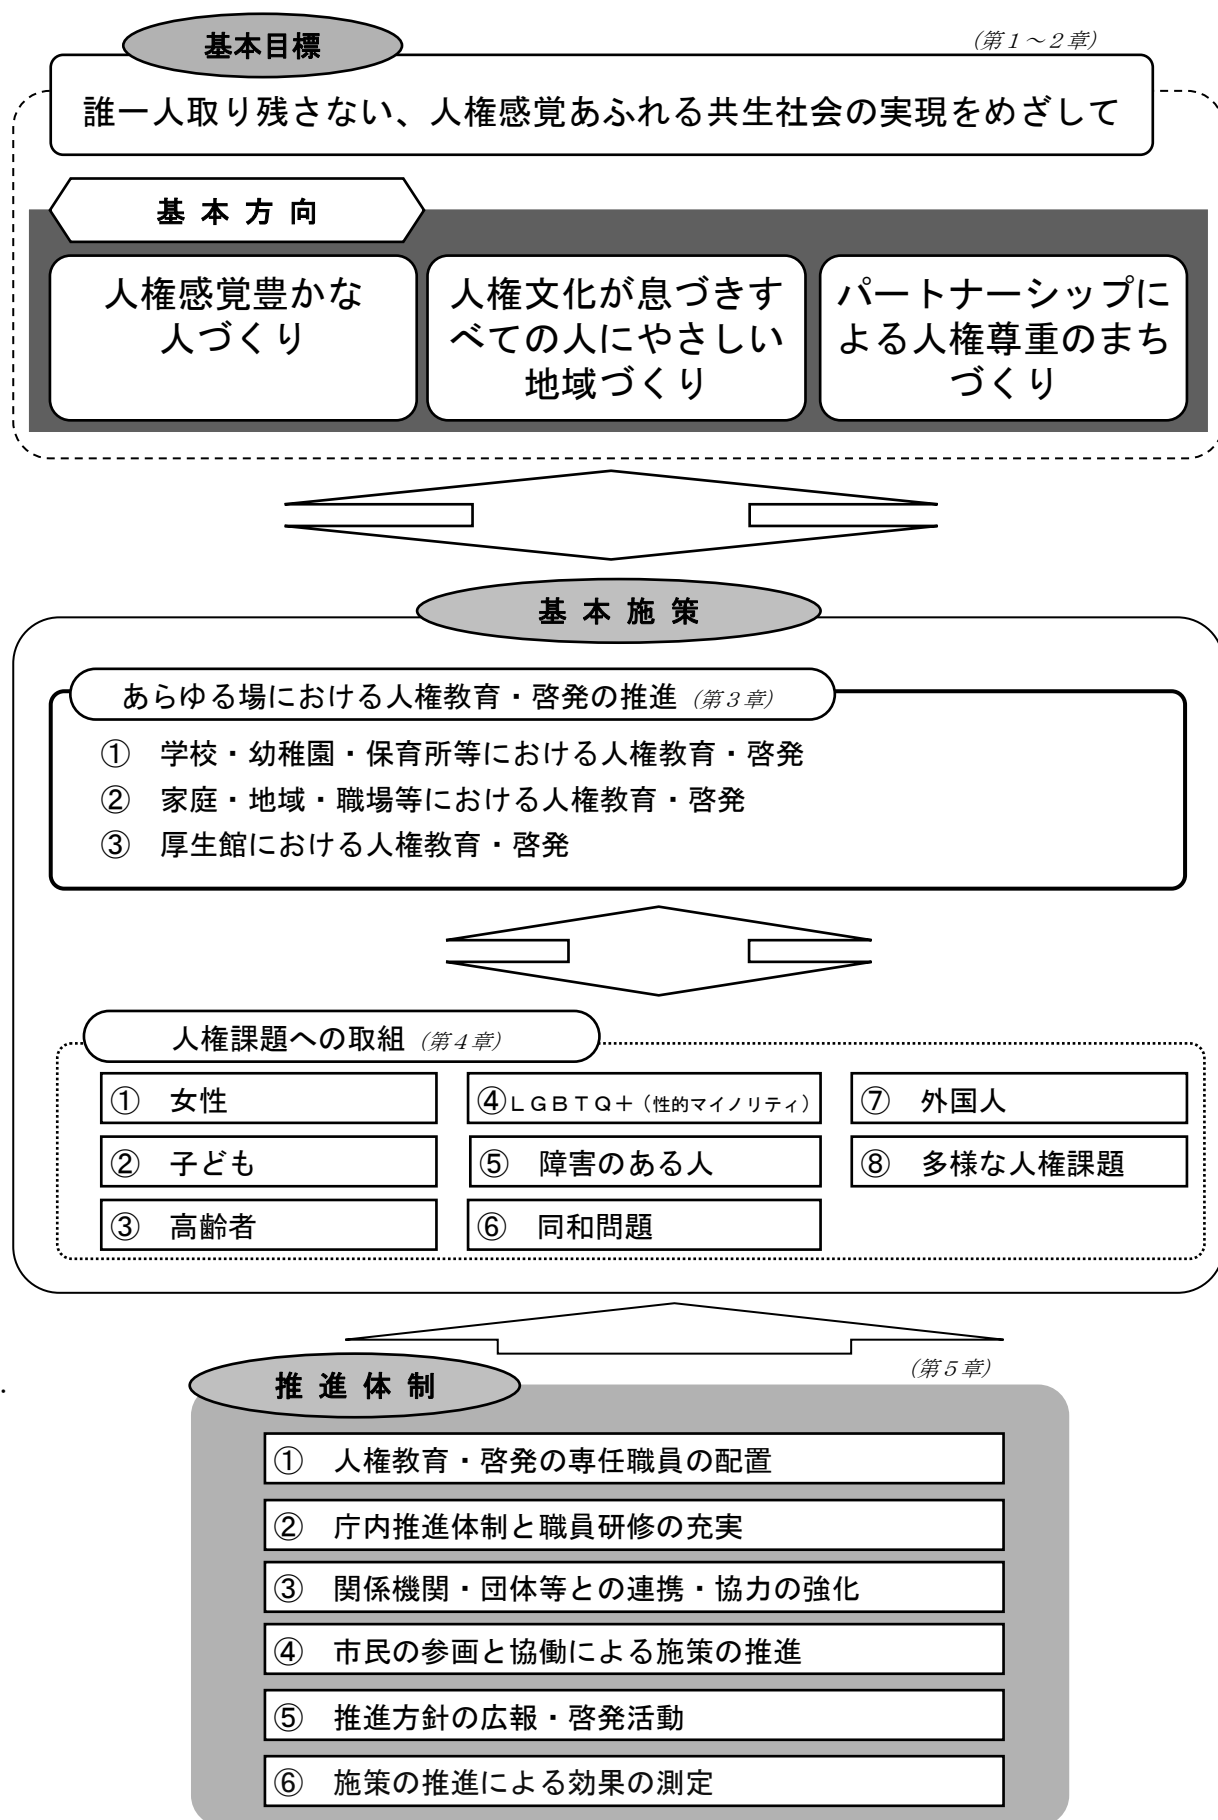 基本目標
(第1～2章)
誰一人取り残さない、人権感覚あふれる共生社会の実現をめざして
基本方向
人権感覚豊かな
人づくり
人権文化が息づきす
べての人にやさしい
地域づくり
パートナーシップに
よる人権尊重のまち
づくり
基本施策
あらゆる場における人権教育・啓発の推進 (第3章)
① 学校・幼稚園・保育所等における人権教育・啓発
② 家庭・地域・職場等における人権教育・啓発
③ 厚生館における人権教育・啓発
人権課題への取組 (第4章)
① 女性
② 子ども
③ 高齢者
④LGBTQ+(性的マイノリティ)
⑤ 障害のある人
⑥ 同和問題
⑦ 外国人
⑧ 多様な人権課題
(第5章)
推進体制
① 人権教育・啓発の専任職員の配置
② 庁内推進体制と職員研修の充実
③ 関係機関・団体等との連携・協力の強化
④ 市民の参画と協働による施策の推進
⑤ 推進方針の広報・啓発活動
⑥ 施策の推進による効果の測定